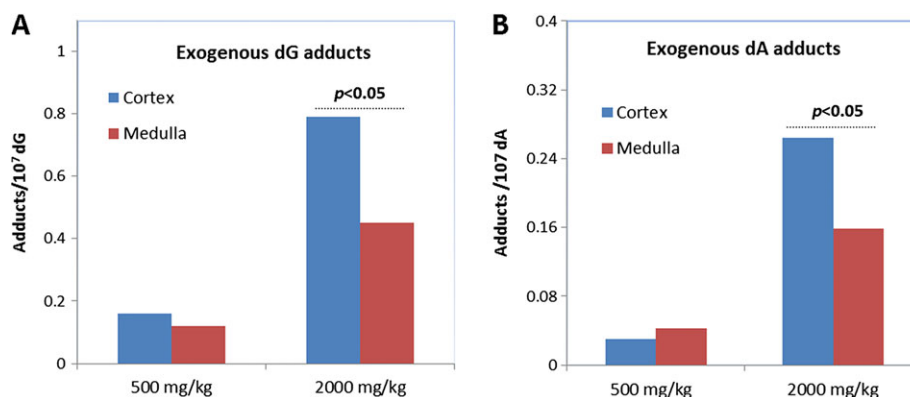 A
Exogenous dG adducts
Cortex
Medulla
p<0.05
Adducts/10⁷ dG
1
0.8
0.6
0.4
0.2
0
500 mg/kg
2000 mg/kg
B
Exogenous dA adducts
Cortex
Medulla
p<0.05
Adducts /107 dA
0.4
0.32
0.24
0.16
0.08
0
500 mg/kg
2000 mg/kg